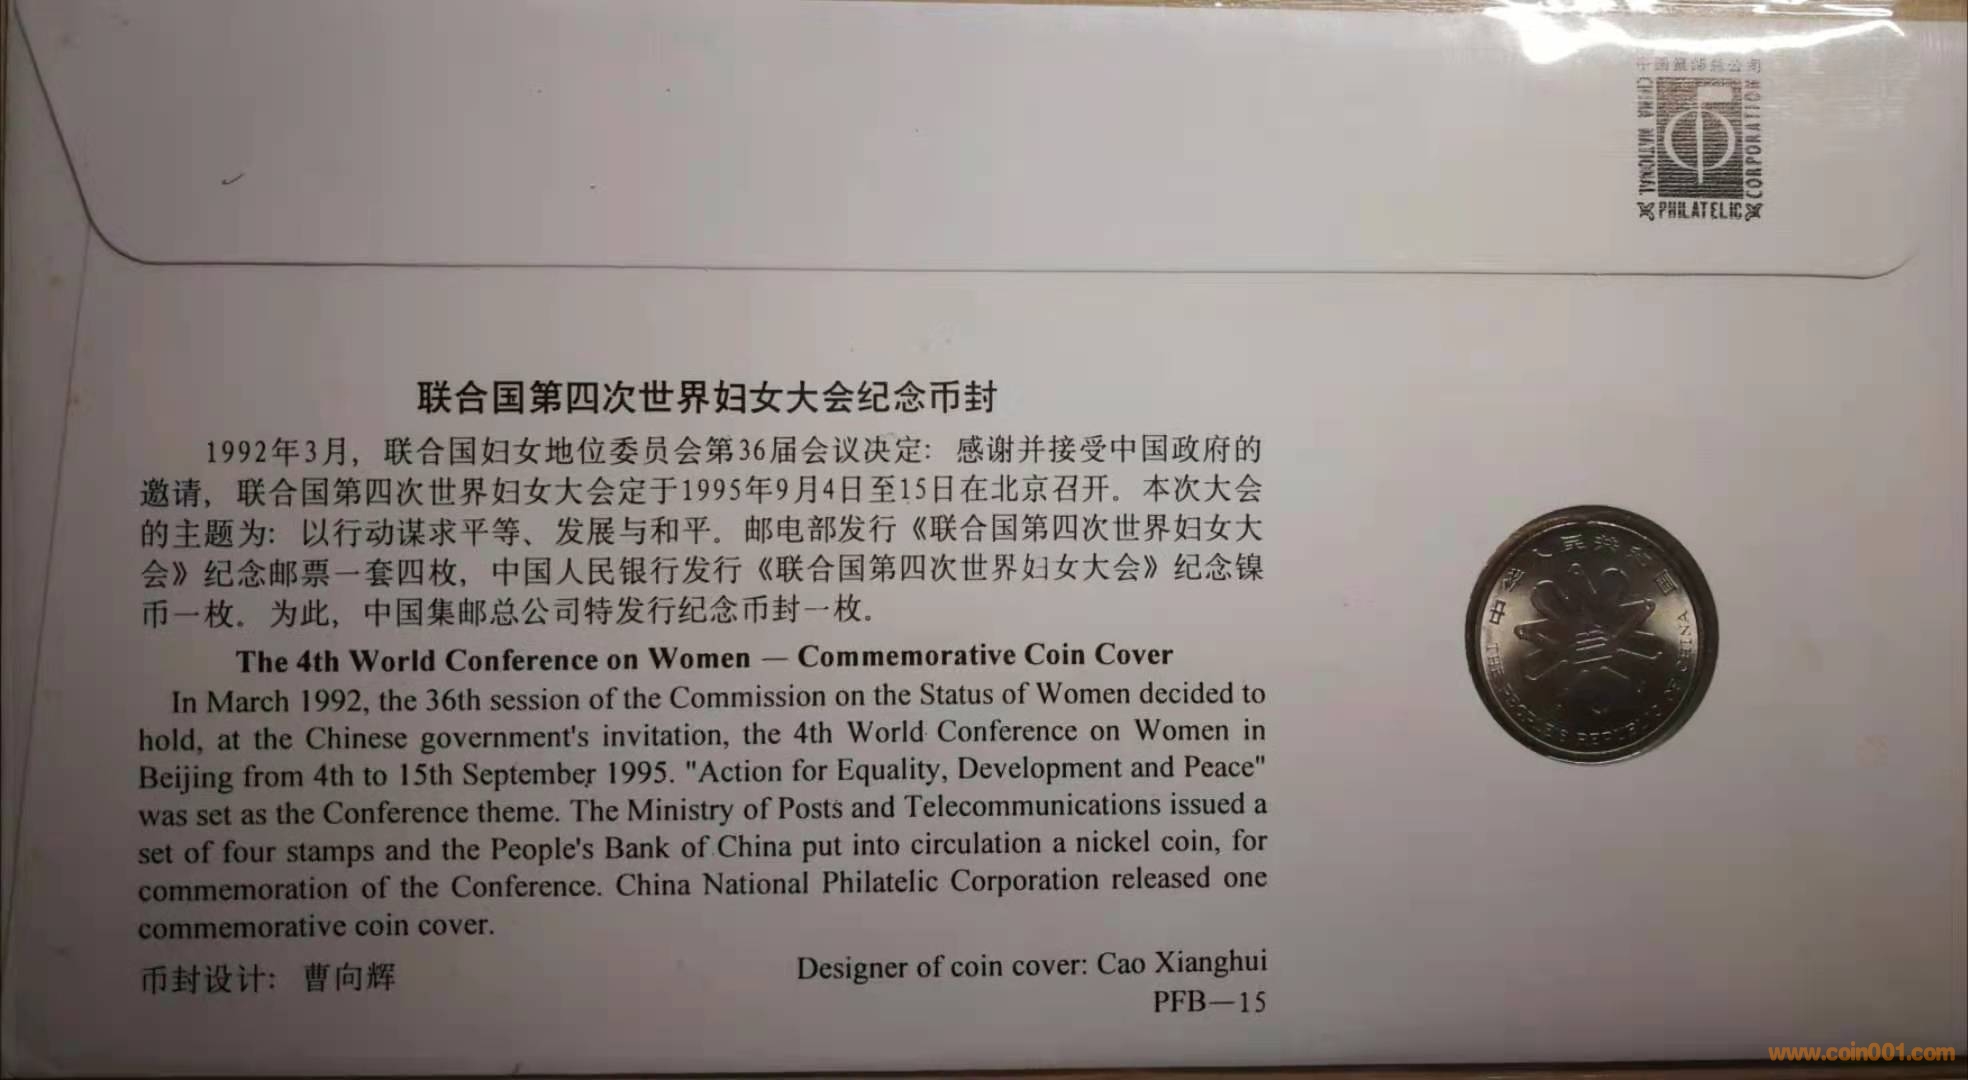 中国集邮总公司
CHINA NATIONAL
PHILATELIC
CORPORATION
联合国第四次世界妇女大会纪念币封
1992年3月，联合国妇女地位委员会第36届会议决定：感谢并接受中国政府的
邀请，联合国第四次世界妇女大会定于1995年9月4日至15日在北京召开。本次大会
的主题为：以行动谋求平等、发展与和平。邮电部发行《联合国第四次世界妇女大
会》纪念邮票一套四枚，中国人民银行发行《联合国第四次世界妇女大会》纪念镍
币一枚。为此，中国集邮总公司特发行纪念币封一枚。
The 4th World Conference on Women — Commemorative Coin Cover
In March 1992, the 36th session of the Commission on the Status of Women decided to
hold, at the Chinese government's invitation, the 4th World Conference on Women in
Beijing from 4th to 15th September 1995. "Action for Equality, Development and Peace"
was set as the Conference theme. The Ministry of Posts and Telecommunications issued a
set of four stamps and the People's Bank of China put into circulation a nickel coin, for
commemoration of the Conference. China National Philatelic Corporation released one
commemorative coin cover.
币封设计：曹向辉
Designer of coin cover: Cao Xianghui
PFB—15
中华人民共和国
THE PEOPLE'S REPUBLIC OF CHINA
www.coin001.com